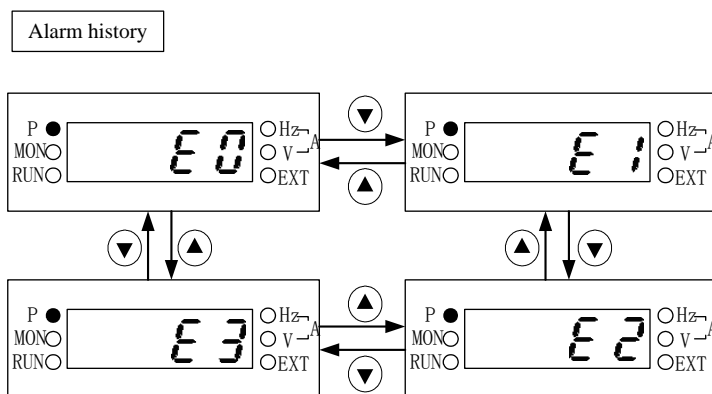 Alarm history
P Hz
MON E0 V A
RUN EXT
P Hz
MON E1 V A
RUN EXT
P Hz
MON E3 V A
RUN EXT
P Hz
MON E2 V A
RUN EXT